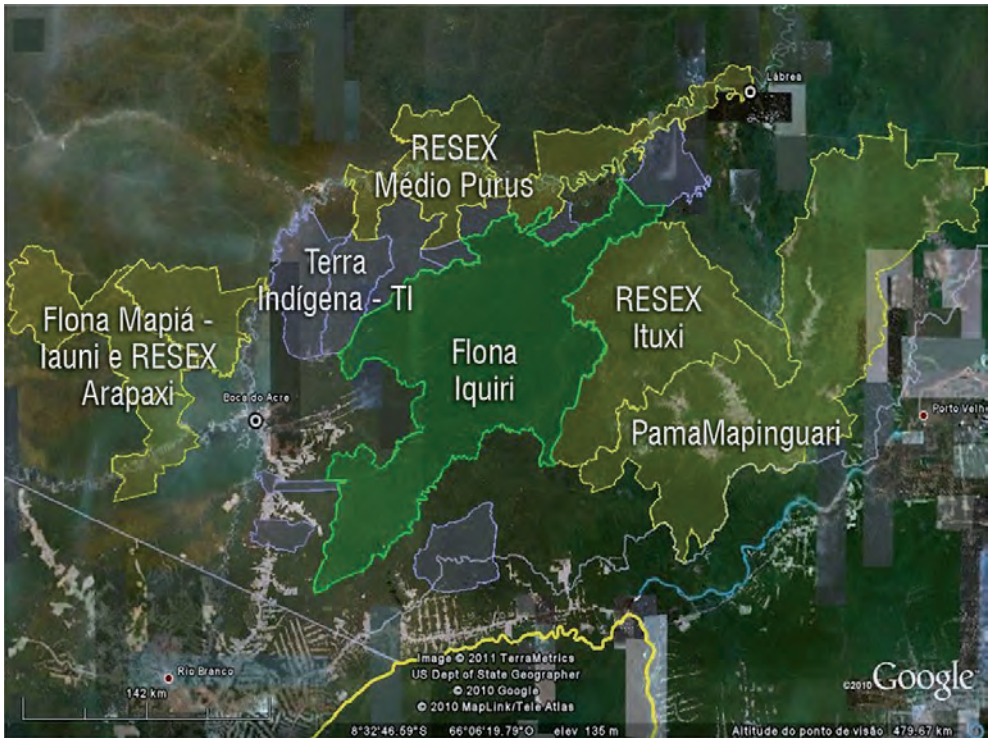 Lábrea
RESEX
Médio Purus
Terra
Indígena - TI
RESEX
Ituxi
Flona Mapiá -
Iauni e RESEX
Arapaxi
Flona
Iquiri
Boca do Acre
Porto Velh
PamaMapinguari
Rio Branco
142 km
Image © 2011 TerraMetrics
US Dept of State Geographer
© 2010 Google
© 2010 MapLink/Tele Atlas
©2010 Google
8°32'46.59"S 66°06'19.79"O elev 135 m Altitude do ponto de visão 479.67 km